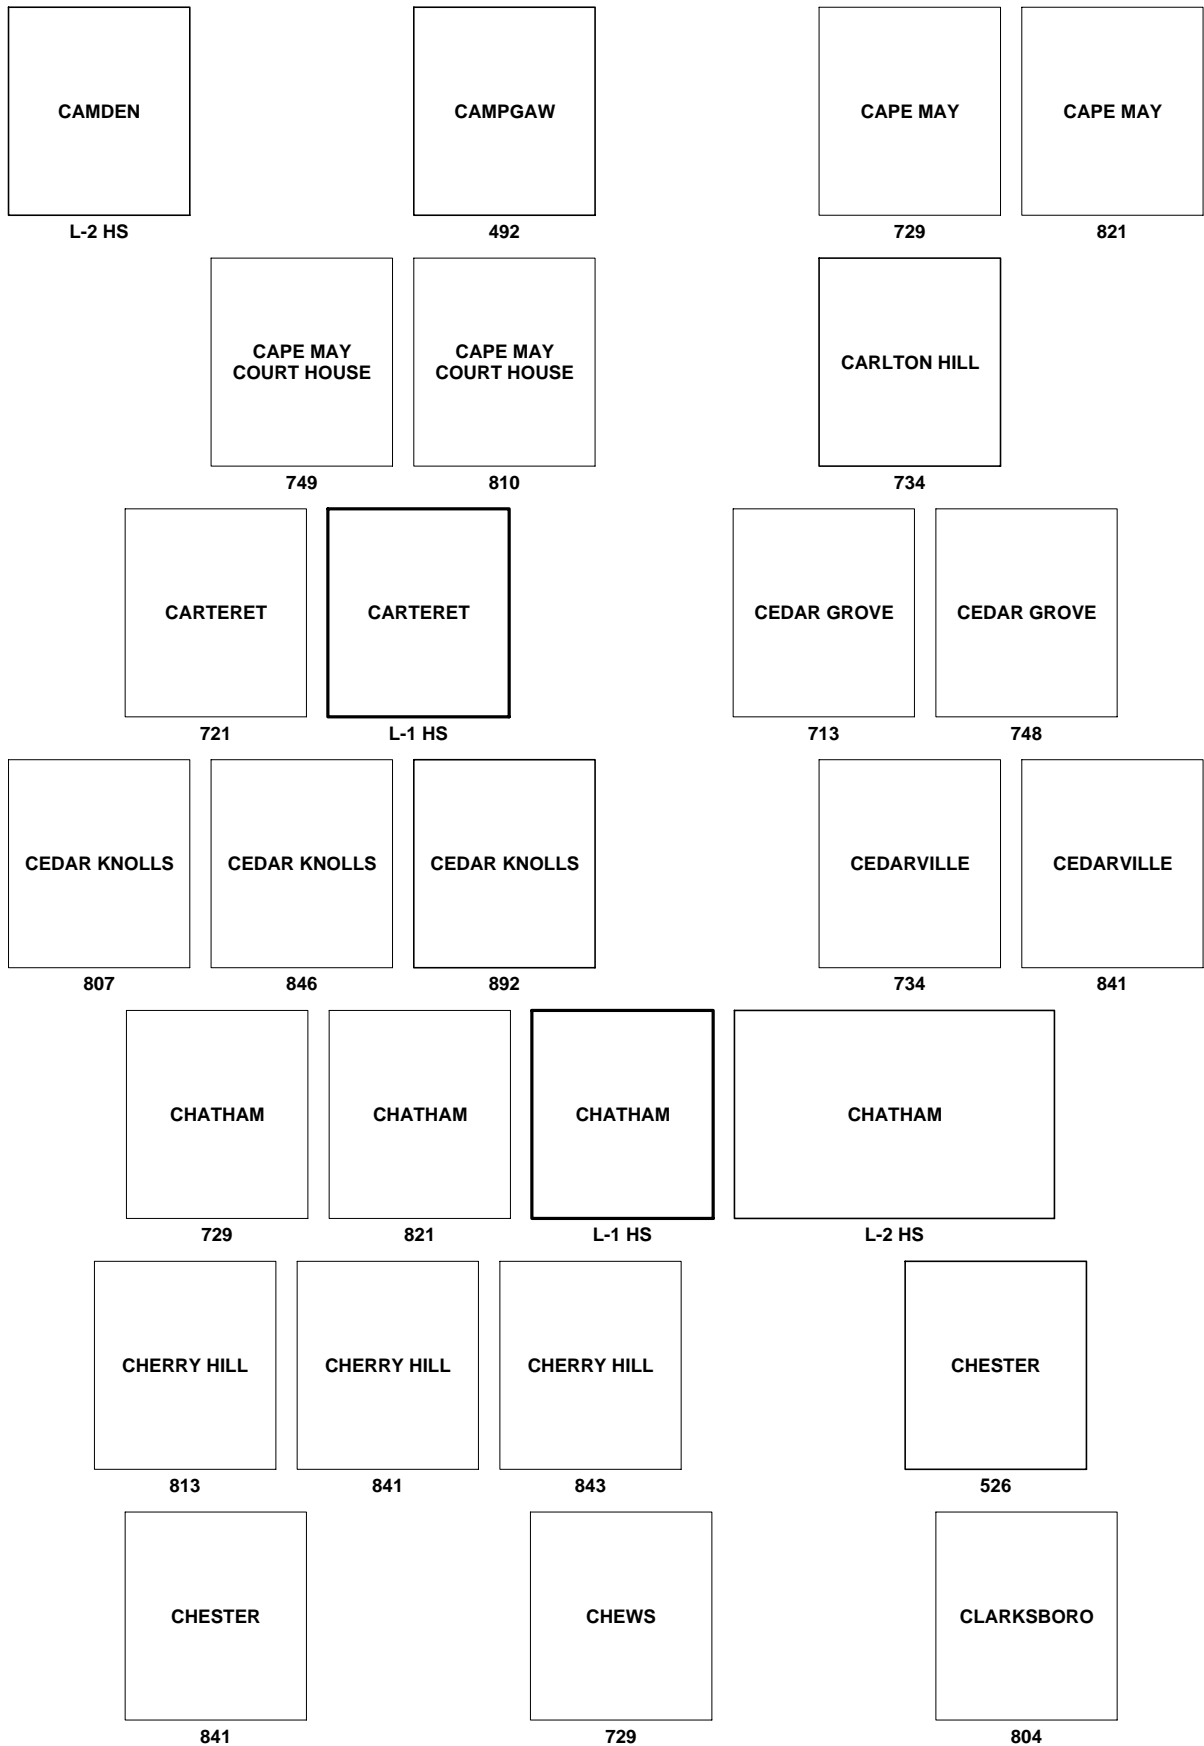 CAMDEN
CAMPGAW
CAPE MAY
CAPE MAY
L-2 HS
492
729
821
CAPE MAY
COURT HOUSE
CAPE MAY
COURT HOUSE
CARLTON HILL
749
810
734
CARTERET
CARTERET
CEDAR GROVE
CEDAR GROVE
721
L-1 HS
713
748
CEDAR KNOLLS
CEDAR KNOLLS
CEDAR KNOLLS
CEDARVILLE
CEDARVILLE
807
846
892
734
841
CHATHAM
CHATHAM
CHATHAM
CHATHAM
729
821
L-1 HS
L-2 HS
CHERRY HILL
CHERRY HILL
CHERRY HILL
CHESTER
813
841
843
526
CHESTER
CHEWS
CLARKSBORO
841
729
804